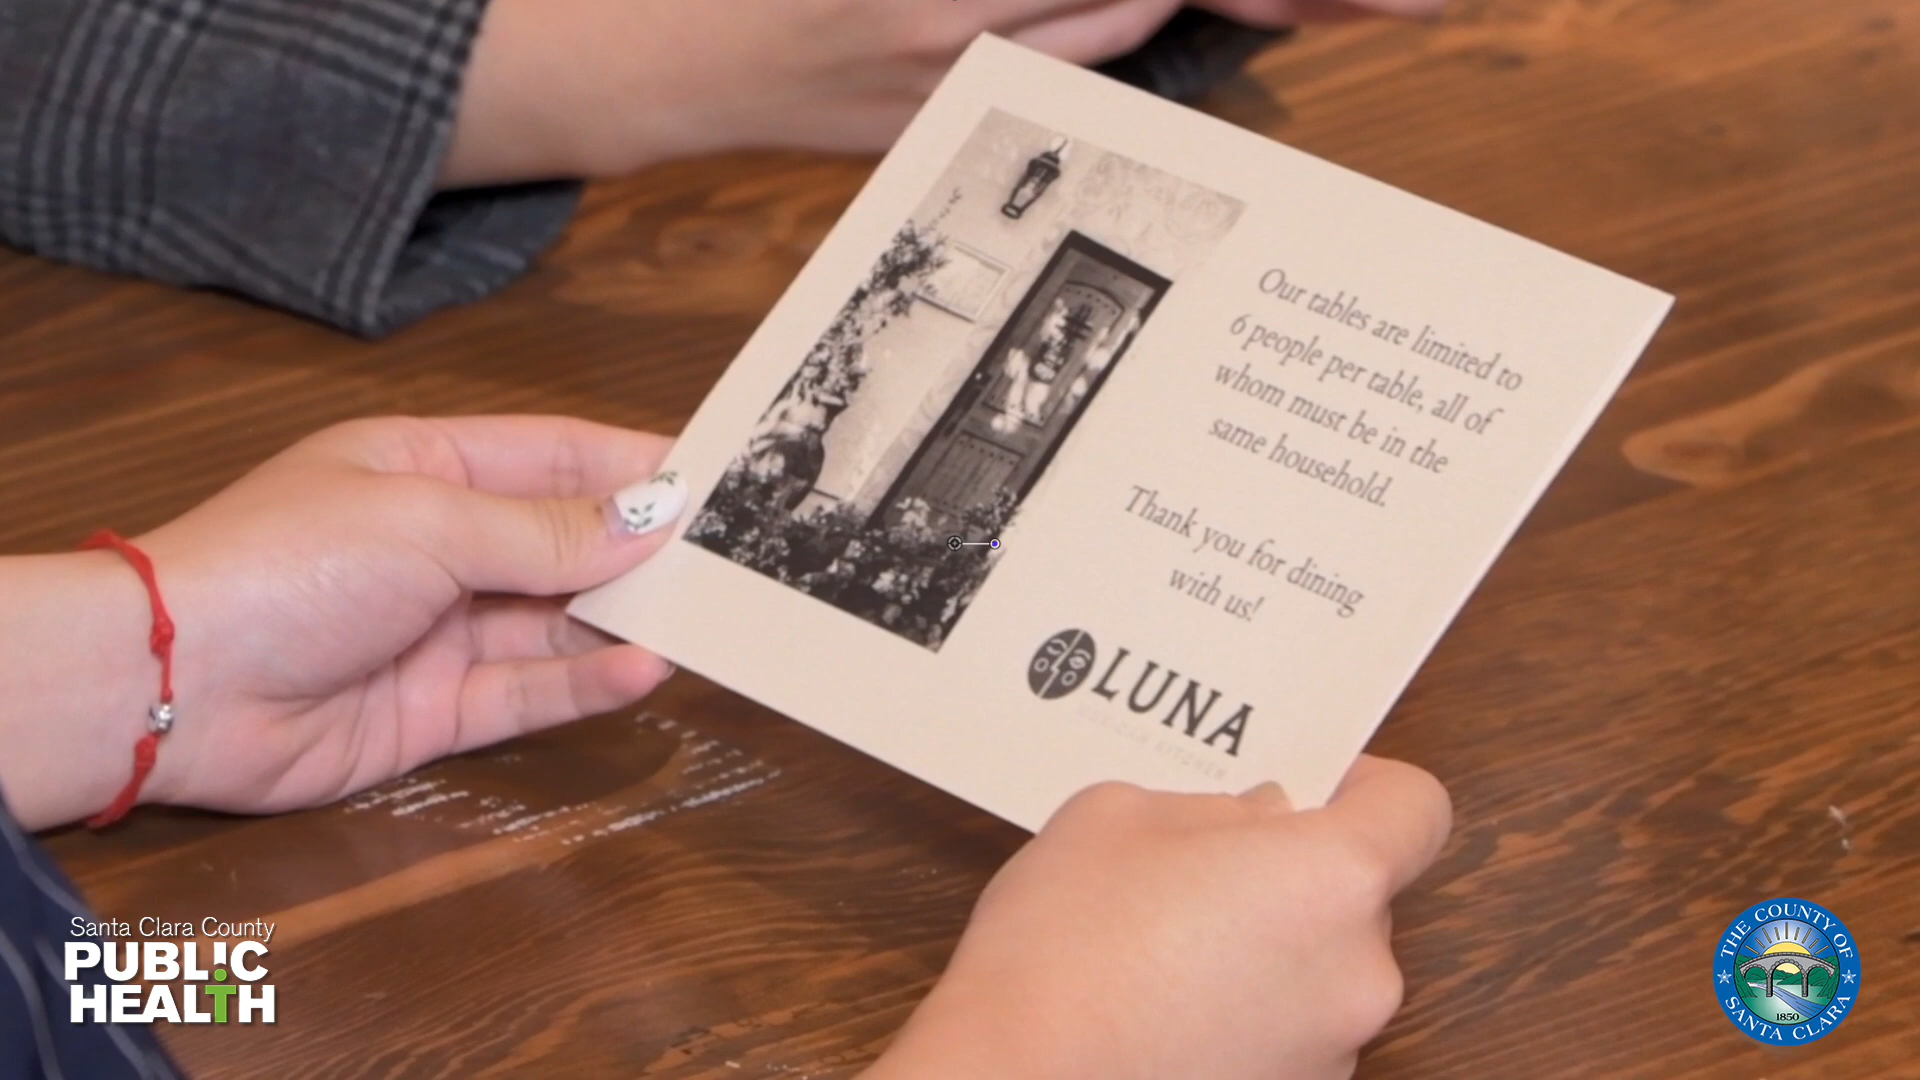 Our tables are limited to
6 people per table, all of
whom must be in the
same household.
Thank you for dining
with us!
LUNA
KITCHEN
Santa Clara County
PUBLIC
HEALTH
THE COUNTY OF
SANTA CLARA
1850